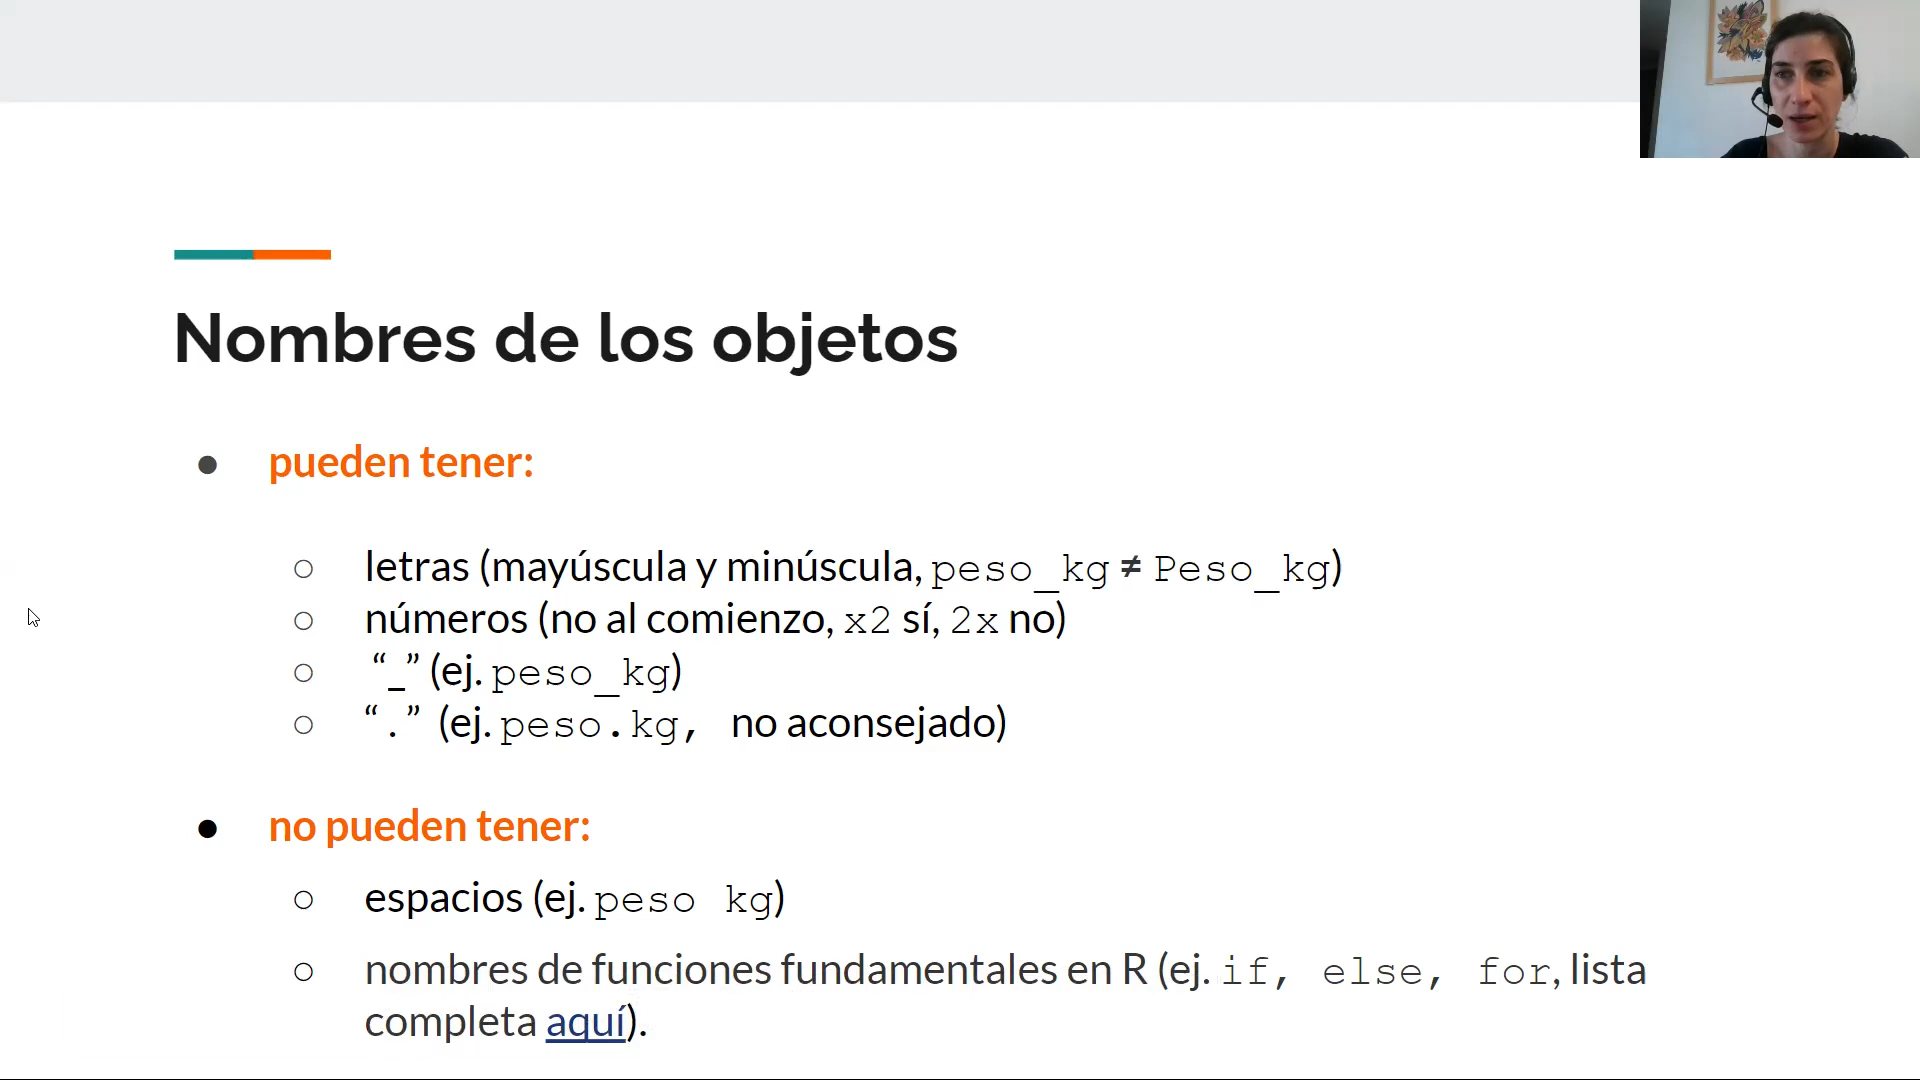 Nombres de los objetos
● pueden tener:
○ letras (mayúscula y minúscula, peso_kg ≠ Peso_kg)
○ números (no al comienzo, x2 sí, 2x no)
○ “_” (ej. peso_kg)
○ “.” (ej. peso.kg, no aconsejado)
● no pueden tener:
○ espacios (ej. peso kg)
○ nombres de funciones fundamentales en R (ej. if, else, for, lista
completa aquí).